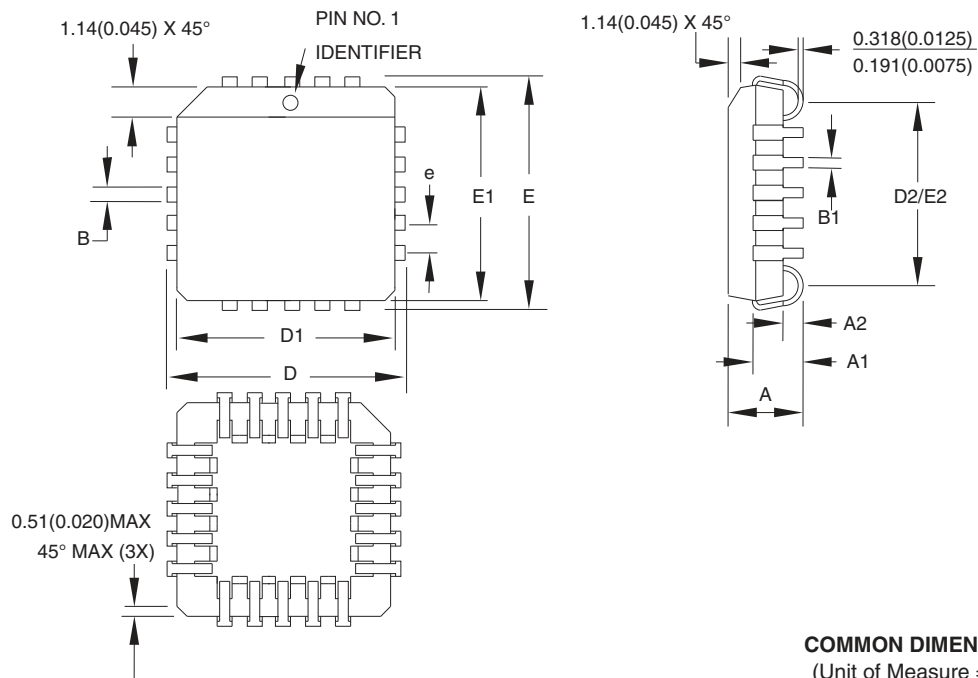 1.14(0.045) X 45°
PIN NO. 1
IDENTIFIER
1.14(0.045) X 45°
0.318(0.0125)
0.191(0.0075)
e
E1
E
D2/E2
B
B1
D1
D
A2
A1
A
0.51(0.020)MAX
45° MAX (3X)
COMMON DIMEN
(Unit of Measure